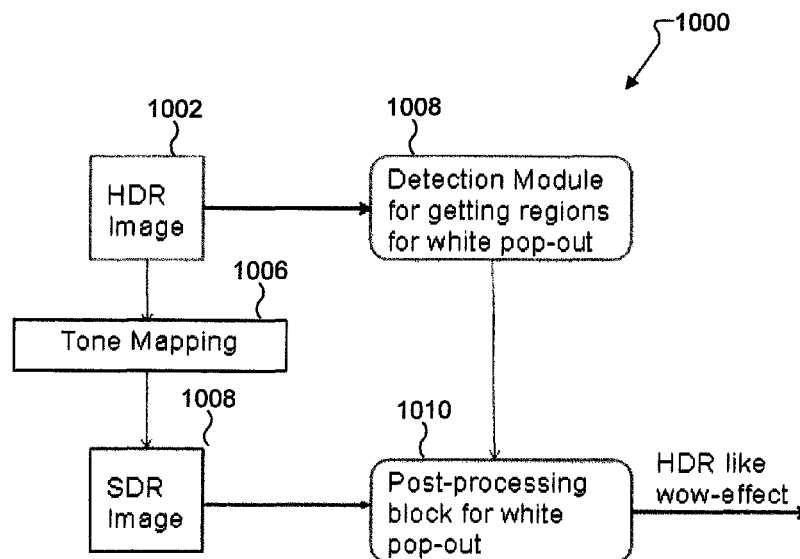 1000
1002
1008
HDR
Image
Detection Module
for getting regions
for white pop-out
1006
Tone Mapping
1008
1010
SDR
Image
Post-processing
block for white
pop-out
HDR like
wow-effect